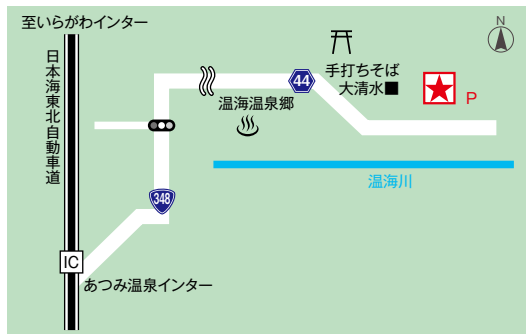 至いらがわインター
N
日本海東北自動車道
44
手打ちそば
大清水■
P
温海温泉郷
温海川
348
IC
あつみ温泉インター